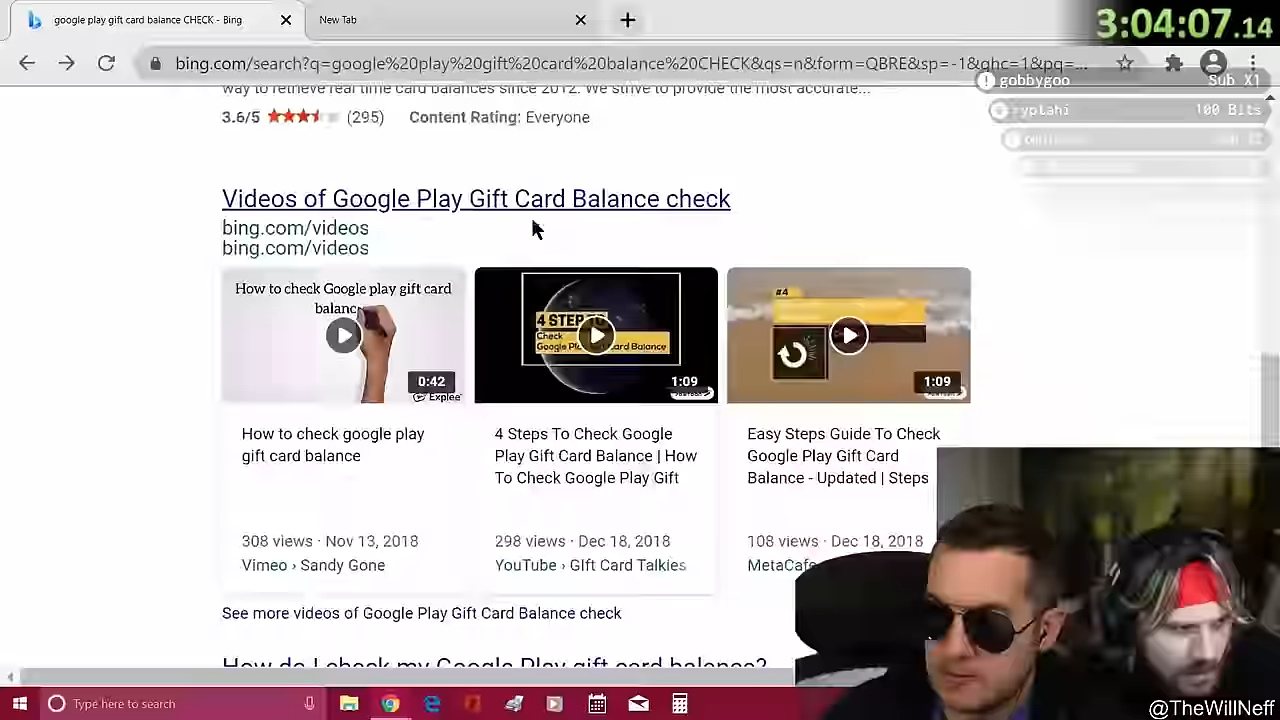 google play gift card balance CHECK - Bing
New Tab
3:04:07.14
bing.com/search?q=google%20play%20gift%20card%20balance%20CHECK&qs=n&form=QBRE&sp=-1&ghc=1&pq=...
gobbygoo Sub X1
100 Bits
way to retrieve real time card balances since 2012. We strive to provide the most accurate...
3.6/5 (295) Content Rating: Everyone
Videos of Google Play Gift Card Balance check
bing.com/videos
bing.com/videos
How to check Google play gift card
balanc
0:42
Explee
4 STEP
Check
Google Play Gift Card Balance
1:09
#4
1:09
How to check google play
gift card balance
308 views · Nov 13, 2018
Vimeo › Sandy Gone
4 Steps To Check Google
Play Gift Card Balance | How
To Check Google Play Gift
298 views · Dec 18, 2018
YouTube › GIft Card Talkies
Easy Steps Guide To Check
Google Play Gift Card
Balance - Updated | Steps
108 views · Dec 18, 2018
MetaCafe
See more videos of Google Play Gift Card Balance check
How do I check my Google Play gift card balance?
Type here to search
@TheWillNeff